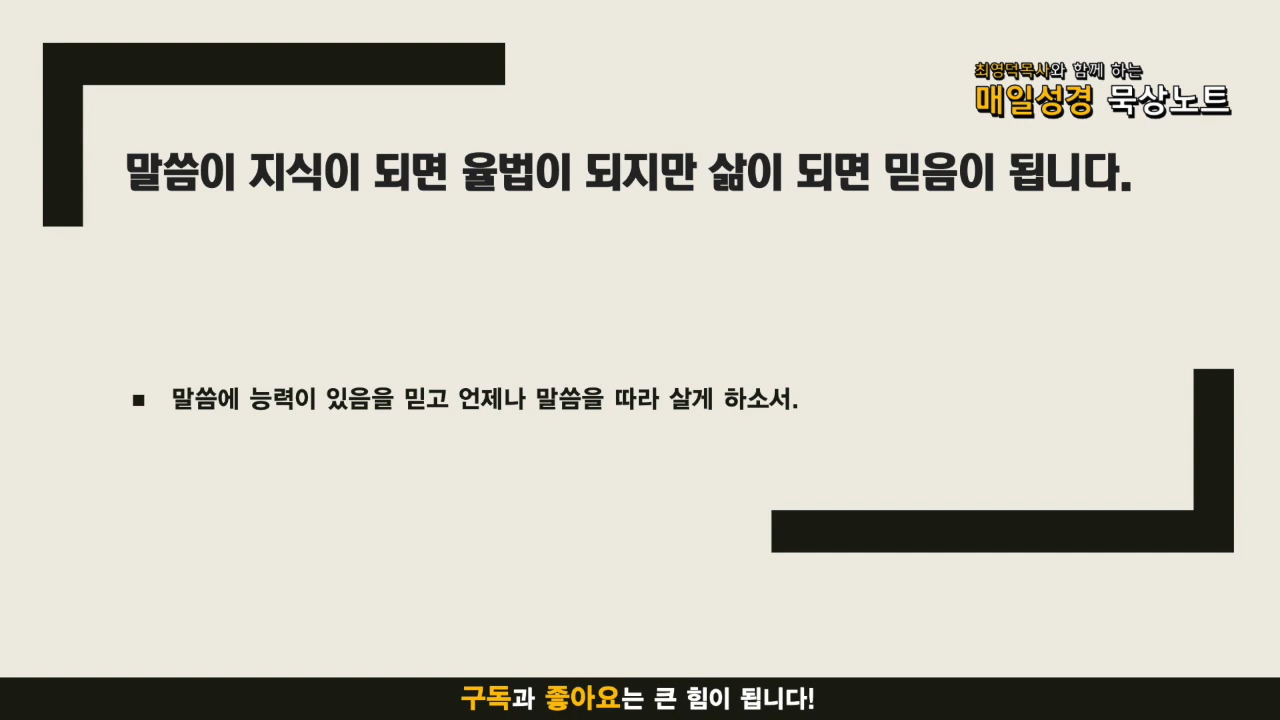 최영덕목사와 함께 하는
매일성경 묵상노트
말씀이 지식이 되면 율법이 되지만 삶이 되면 믿음이 됩니다.
■ 말씀에 능력이 있음을 믿고 언제나 말씀을 따라 살게 하소서.
구독과 좋아요는 큰 힘이 됩니다!